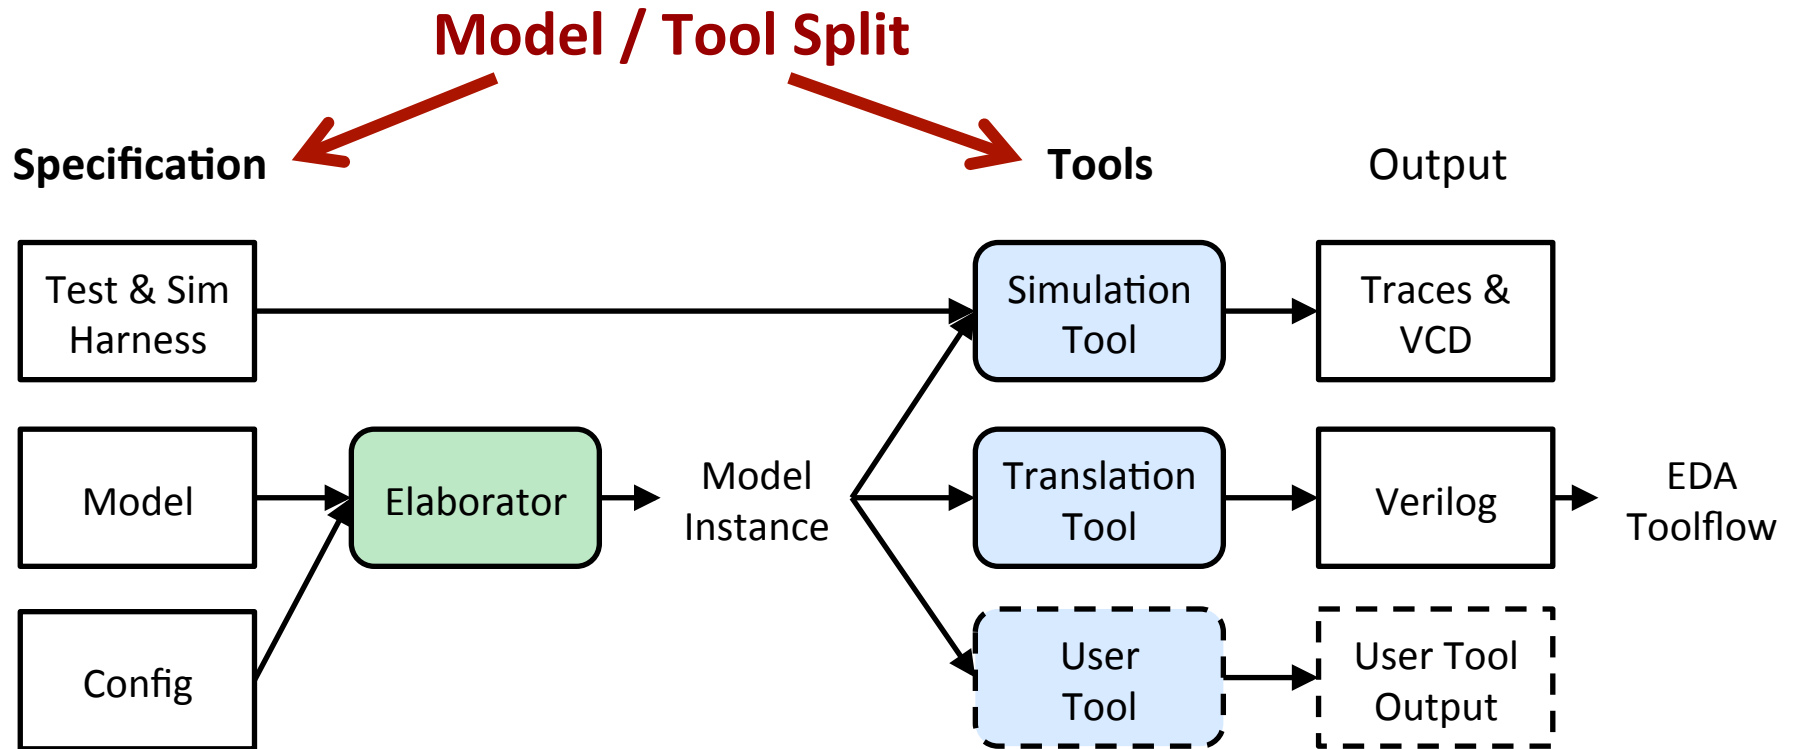 Model / Tool Split
Specification
Tools
Output
Test & Sim
Harness
Simulation
Tool
Traces &
VCD
Model
Elaborator
Model
Instance
Translation
Tool
Verilog
EDA
Toolflow
Config
User
Tool
User Tool
Output